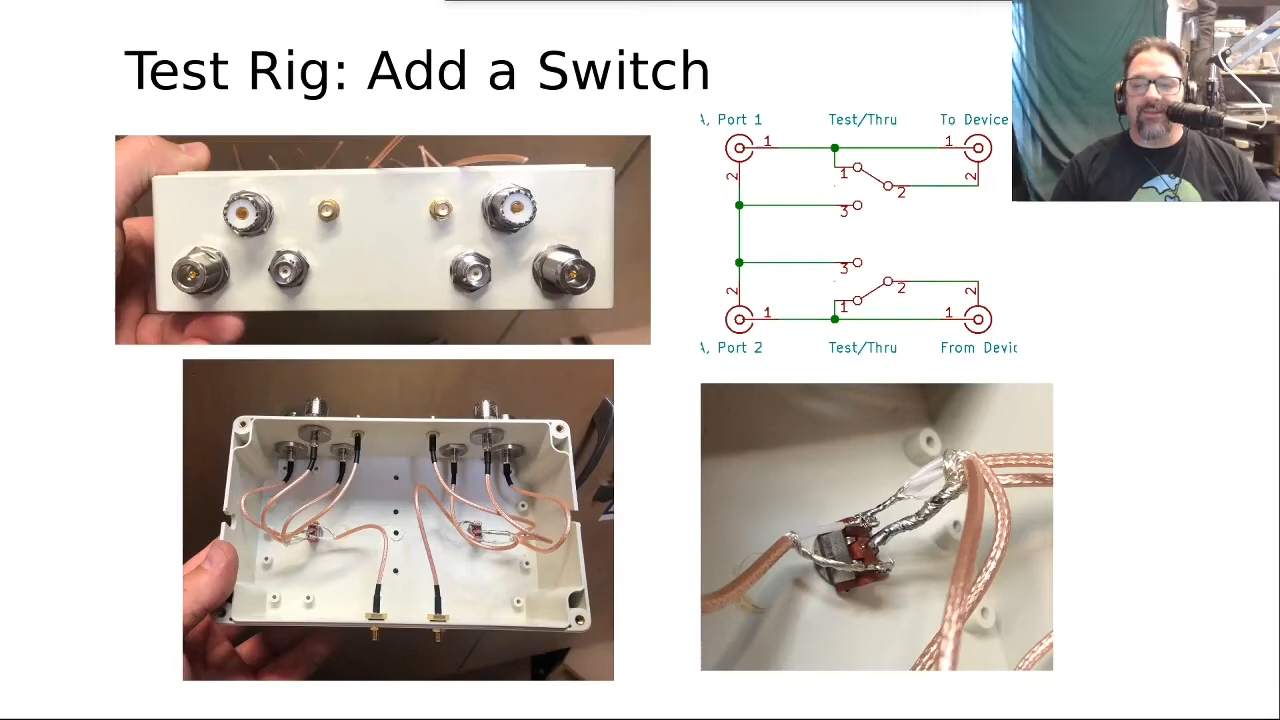 Test Rig: Add a Switch
, Port 1 Test/Thru To Device
1 1
2 1 2 2
3
3
2 1 2 2
1 1
, Port 2 Test/Thru From Devic